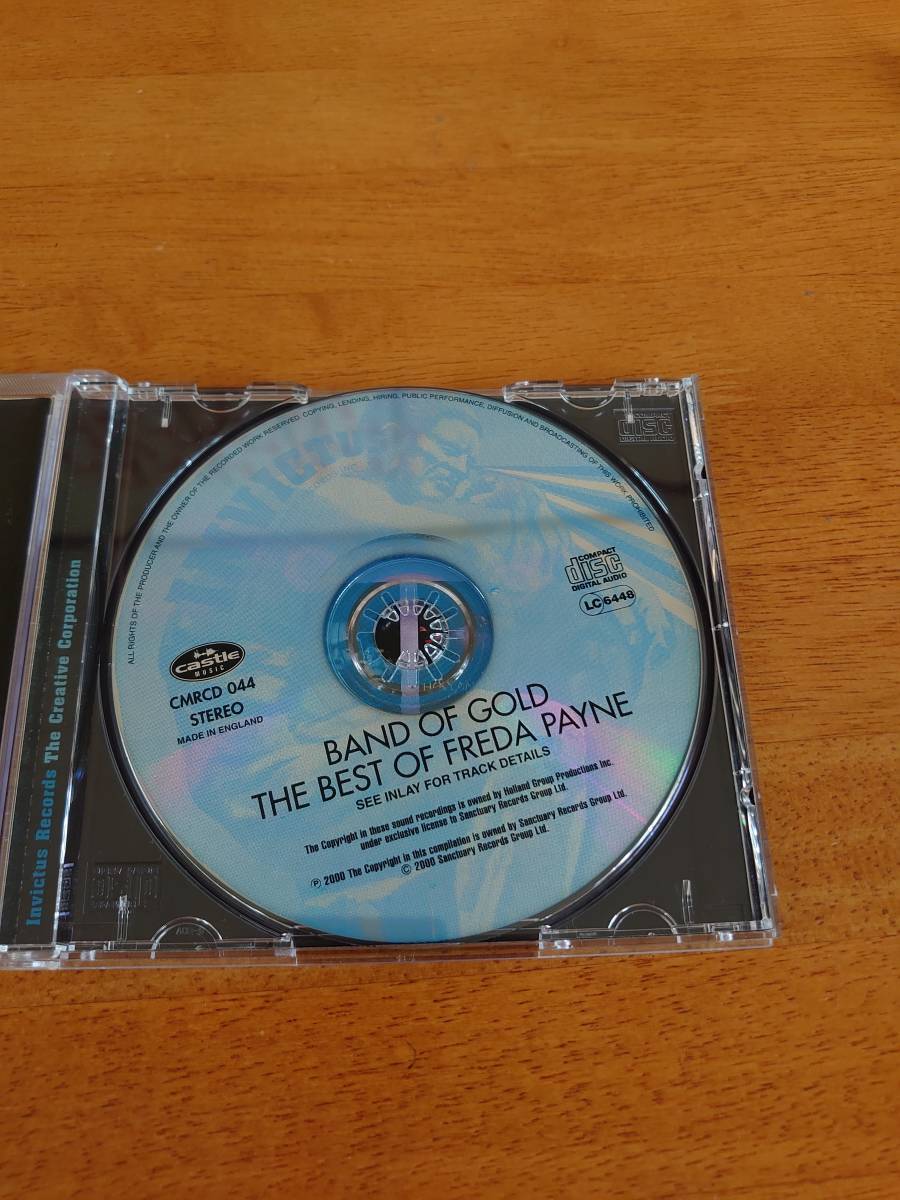 ALL RIGHTS OF THE PRODUCER AND THE OWNER OF THE RECORDED WORK RESERVED. COPYING, LENDING, HIRING, PUBLIC PERFORMANCE, DIFFUSION AND BROADCASTING OF THIS WORK PROHIBITED
INVICTUS
COMPACT
disc
DIGITAL AUDIO
COMPACT
disc
DIGITAL AUDIO
LC 6448
castle
MUSIC
CMRCD 044
STEREO
MADE IN ENGLAND
BAND OF GOLD
THE BEST OF FREDA PAYNE
SEE INLAY FOR TRACK DETAILS
The Copyright in these sound recordings is owned by Holland Group Productions Inc.
under exclusive license to Sanctuary Records Group Ltd.
℗ 2000 The Copyright in this compilation is owned by Sanctuary Records Group Ltd.
© 2000 Sanctuary Records Group Ltd.
Invictus Records The Creative Corporation